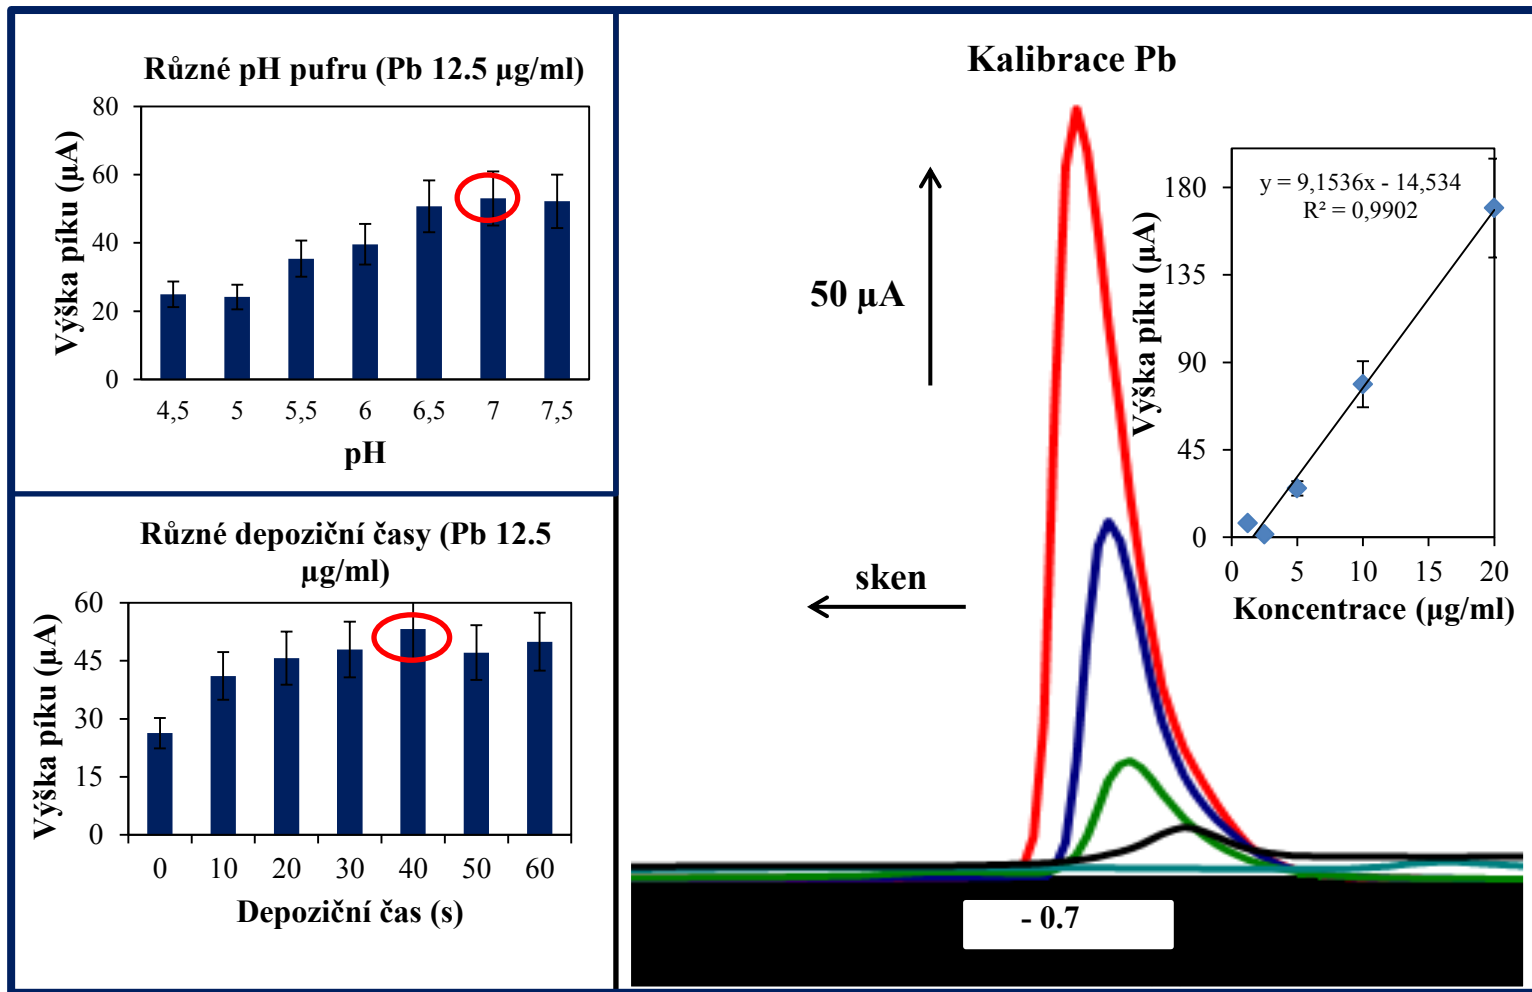 Různé pH pufru (Pb 12.5 µg/ml)
Výška píku (µA)
80
60
40
20
0
4,5 5 5,5 6 6,5 7 7,5
pH
Různé depoziční časy (Pb 12.5
µg/ml)
Výška píku (µA)
60
45
30
15
0
0 10 20 30 40 50 60
Depoziční čas (s)
Kalibrace Pb
50 µA
sken
- 0.7
y = 9,1536x - 14,534
R² = 0,9902
Výška píku (µA)
180
135
90
45
0
0 5 10 15 20
Koncentrace (µg/ml)